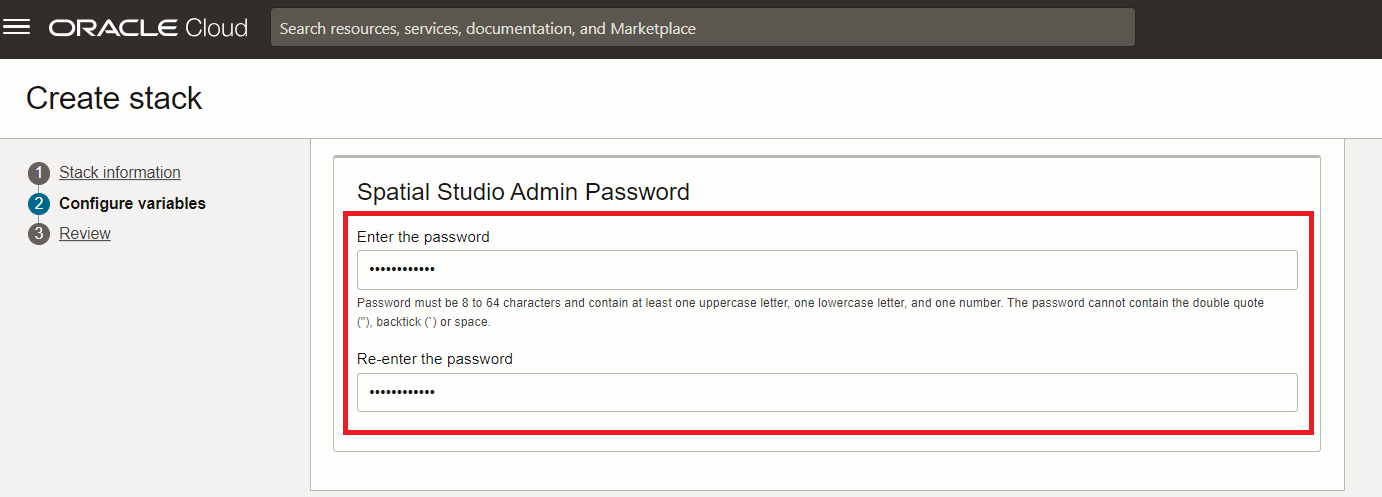 ORACLE Cloud
Search resources, services, documentation, and Marketplace
Create stack
1 Stack information
2 Configure variables
3 Review
Spatial Studio Admin Password
Enter the password
••••••••••••
Password must be 8 to 64 characters and contain at least one uppercase letter, one lowercase letter, and one number. The password cannot contain the double quote
("), backtick (`) or space.
Re-enter the password
••••••••••••